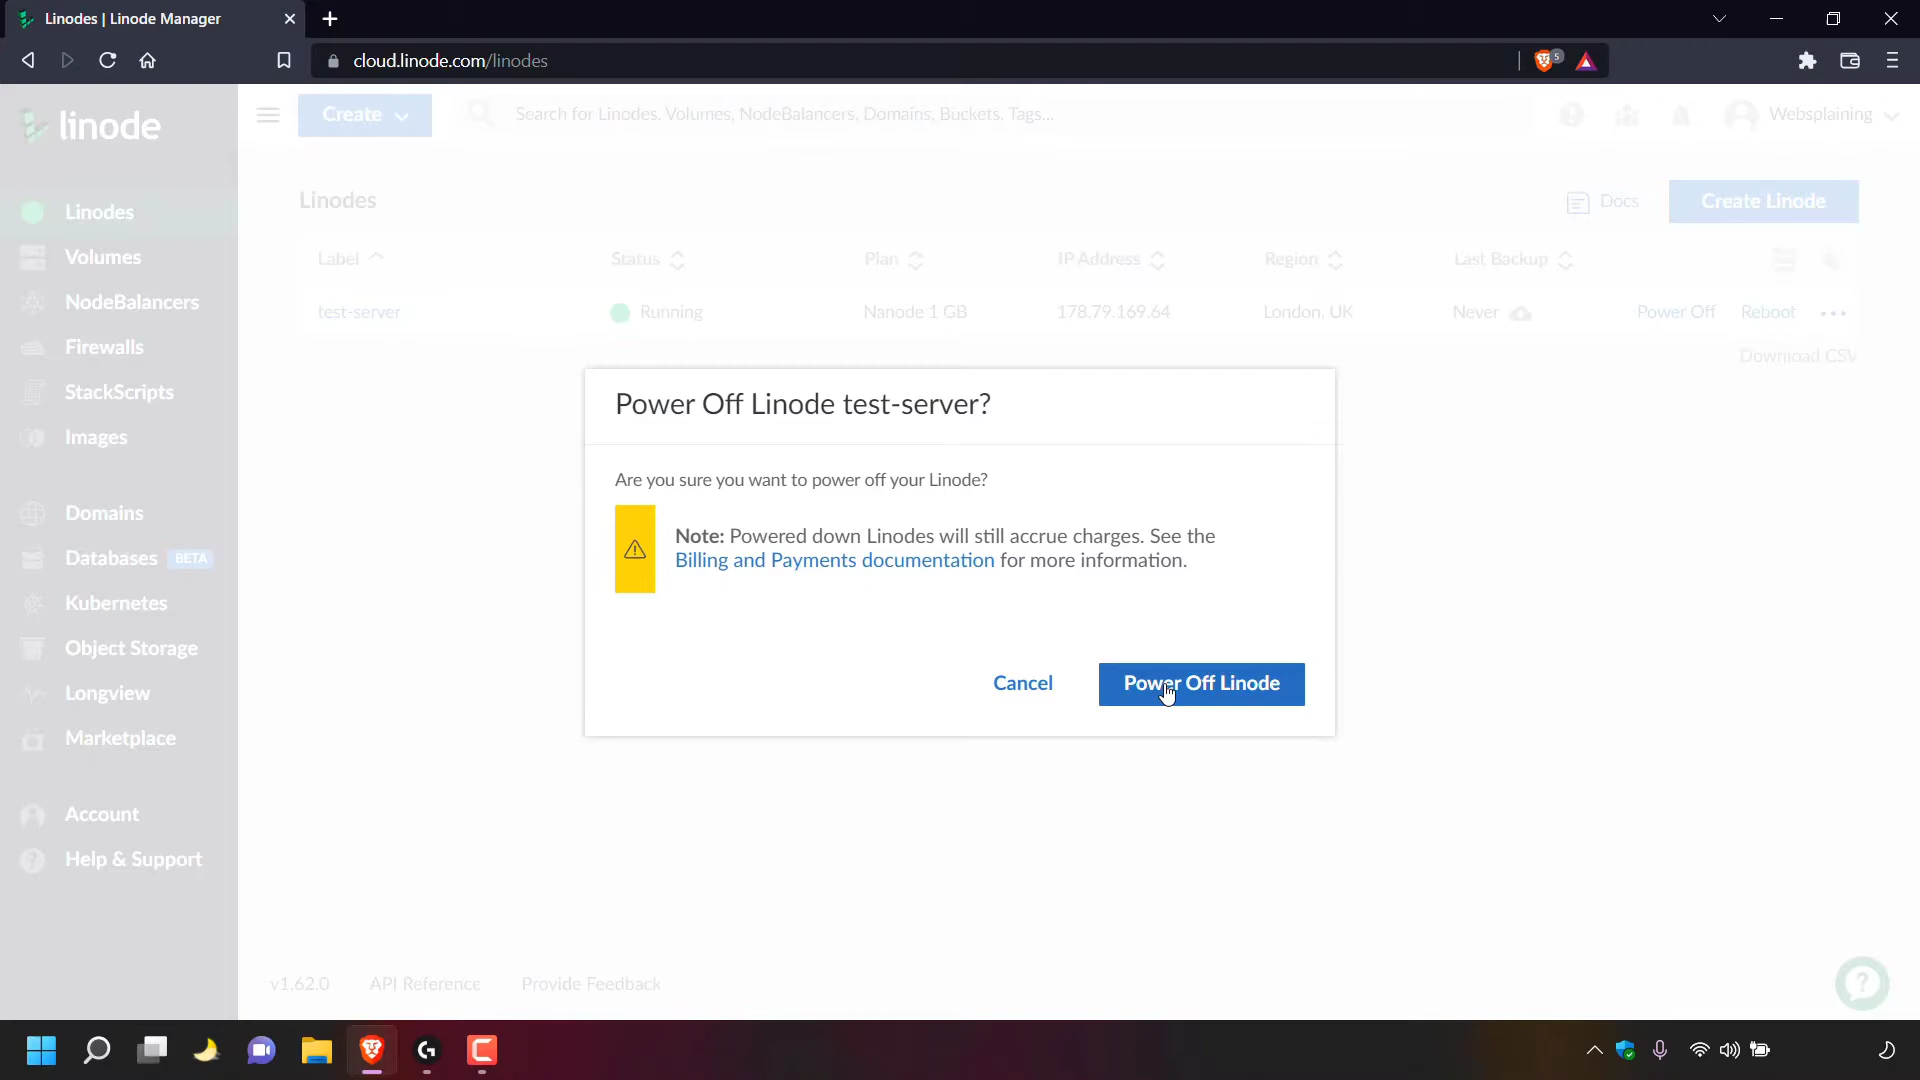 Linodes | Linode Manager
cloud.linode.com/linodes
5
linode
Create
Search for Linodes, Volumes, NodeBalancers, Domains, Buckets, Tags...
Websplaining
Linodes
Volumes
NodeBalancers
Firewalls
StackScripts
Images
Domains
Databases BETA
Kubernetes
Object Storage
Longview
Marketplace
Account
Help & Support
Linodes
Docs
Create Linode
Label Status Plan IP Address Region Last Backup
test-server Running Nanode 1 GB 178.79.169.64 London, UK Never Power Off Reboot
Download CSV
Power Off Linode test-server?
Are you sure you want to power off your Linode?
Note: Powered down Linodes will still accrue charges. See the
Billing and Payments documentation for more information.
Cancel
Power Off Linode
v1.62.0 API Reference Provide Feedback